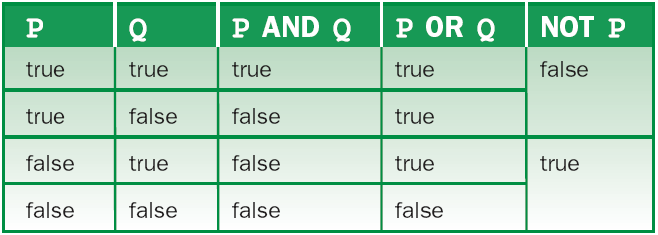 P Q P AND Q P OR Q NOT P
true true true true false
true false false true
false true false true true
false false false false